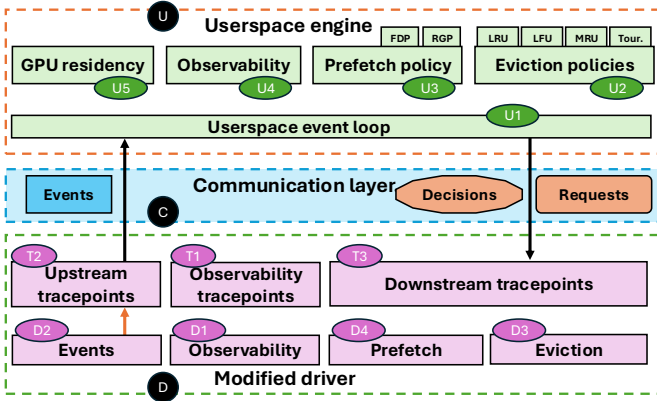 U
Userspace engine
FDP RGP LRU LFU MRU Tour.
GPU residency Observability Prefetch policy Eviction policies
U5 U4 U3 U2
U1
Userspace event loop
Events Communication layer Decisions Requests
C
T2 T1 T3
Upstream tracepoints
Observability tracepoints
Downstream tracepoints
D2 D1 D4 D3
Events Observability Prefetch Eviction
D Modified driver